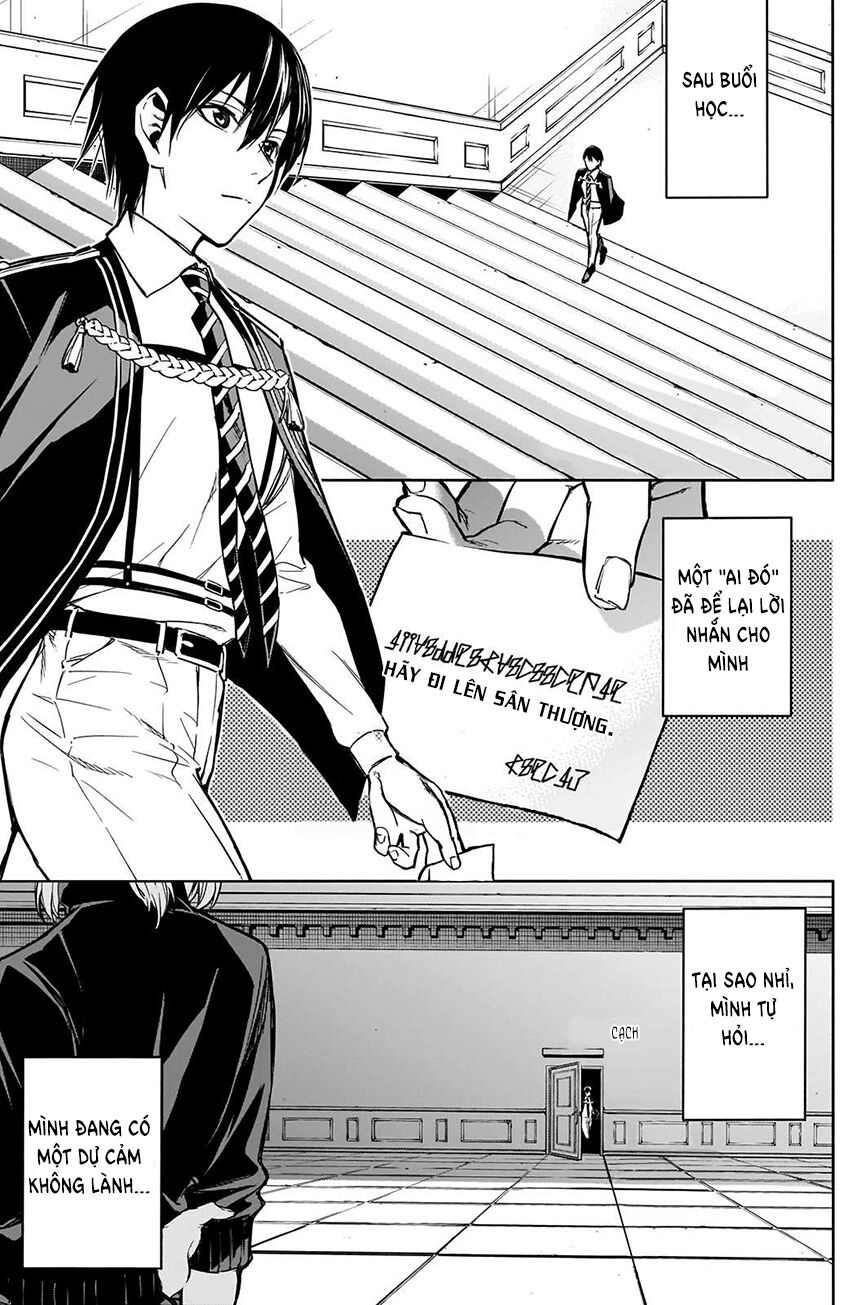 SAU BUỔI
HỌC...
MỘT "AI ĐÓ"
ĐÃ ĐỂ LẠI LỜI
NHẮN CHO
MÌNH
HÃY ĐI LÊN SÂN THƯỢNG.
TẠI SAO NHỈ,
MÌNH TỰ
HỎI...
CẠCH
MÌNH ĐANG CÓ
MỘT DỰ CẢM
KHÔNG LÀNH...